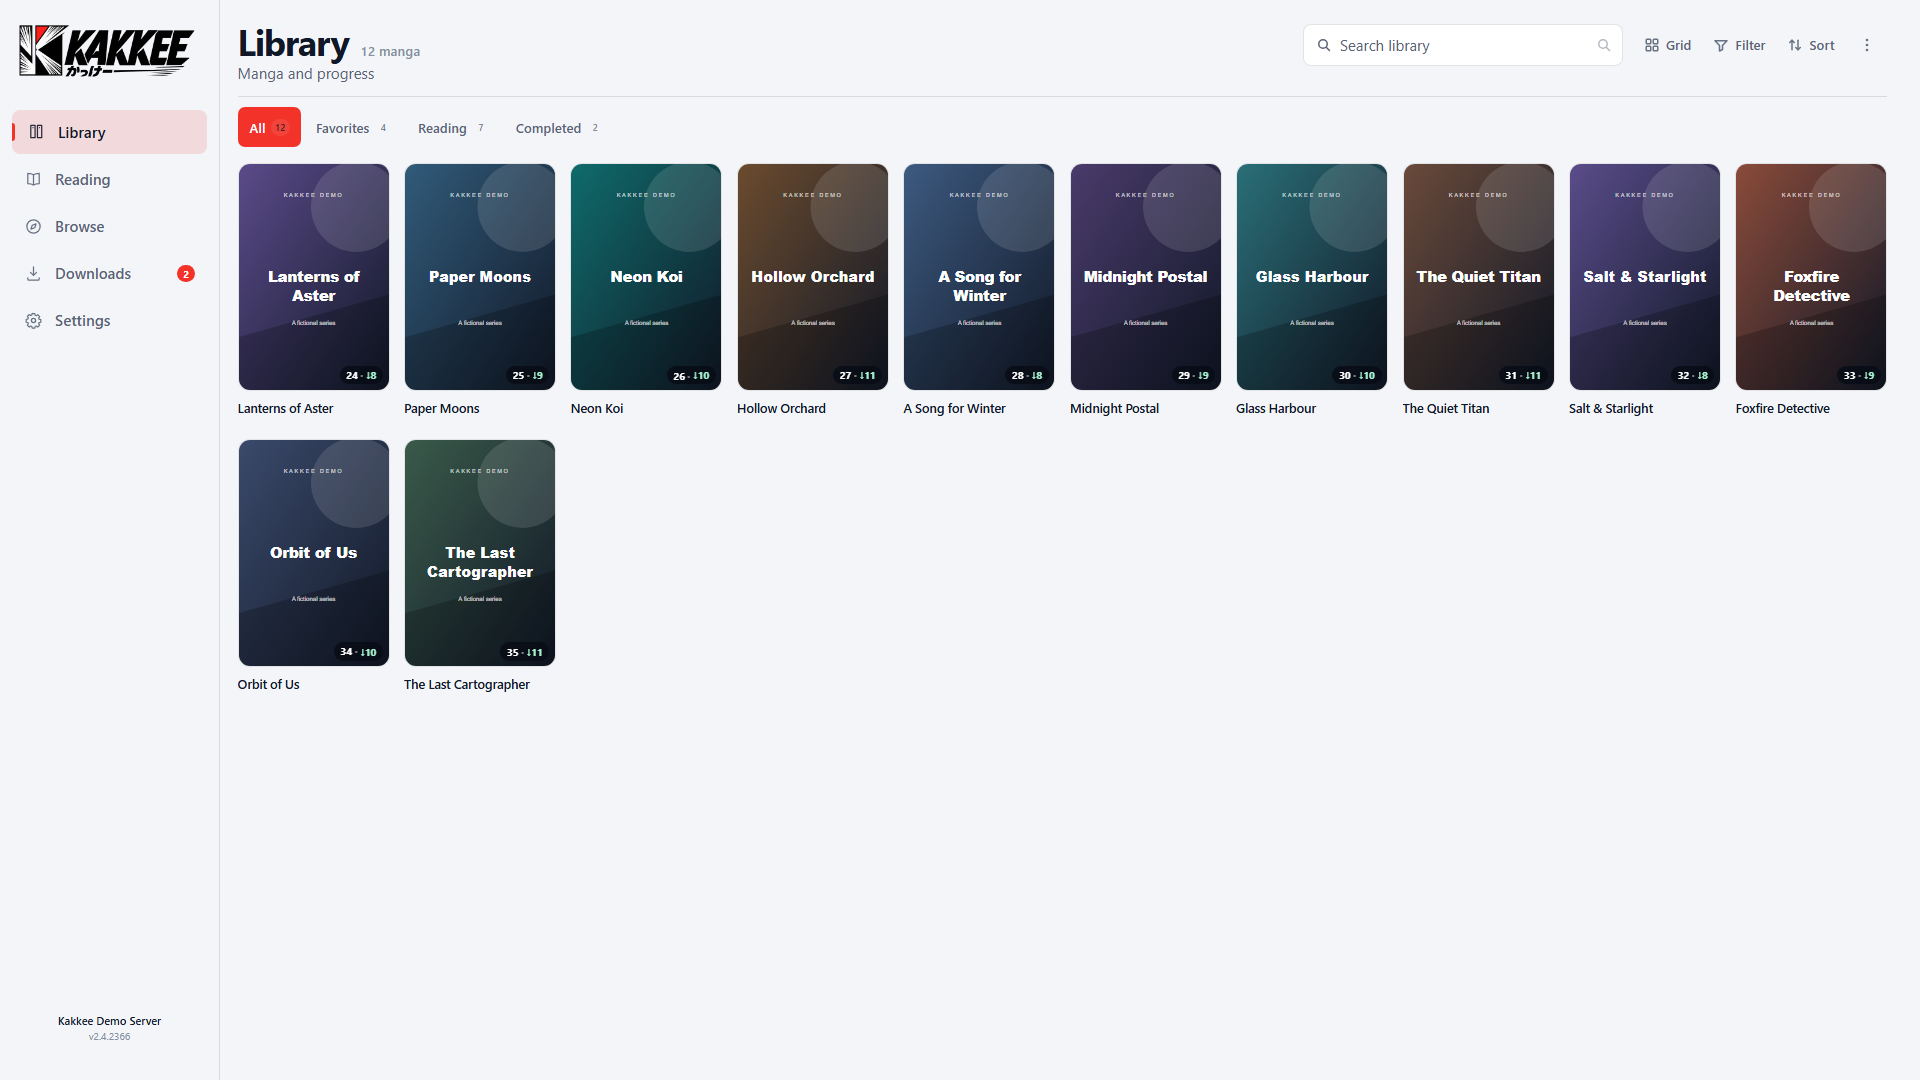 KAKKEE
かっけー
Library
Reading
Browse
Downloads 2
Settings
Kakkee Demo Server
v2.4.2366
Library 12 manga
Manga and progress
Search library
Grid
Filter
Sort
All 12
Favorites 4
Reading 7
Completed 2
KAKKEE DEMO
Lanterns of
Aster
A fictional series
24 · ↓8
Lanterns of Aster
KAKKEE DEMO
Paper Moons
A fictional series
25 · ↓9
Paper Moons
KAKKEE DEMO
Neon Koi
A fictional series
26 · ↓10
Neon Koi
KAKKEE DEMO
Hollow Orchard
A fictional series
27 · ↓11
Hollow Orchard
KAKKEE DEMO
A Song for
Winter
A fictional series
28 · ↓8
A Song for Winter
KAKKEE DEMO
Midnight Postal
A fictional series
29 · ↓9
Midnight Postal
KAKKEE DEMO
Glass Harbour
A fictional series
30 · ↓10
Glass Harbour
KAKKEE DEMO
The Quiet Titan
A fictional series
31 · ↓11
The Quiet Titan
KAKKEE DEMO
Salt & Starlight
A fictional series
32 · ↓8
Salt & Starlight
KAKKEE DEMO
Foxfire
Detective
A fictional series
33 · ↓9
Foxfire Detective
KAKKEE DEMO
Orbit of Us
A fictional series
34 · ↓10
Orbit of Us
KAKKEE DEMO
The Last
Cartographer
A fictional series
35 · ↓11
The Last Cartographer